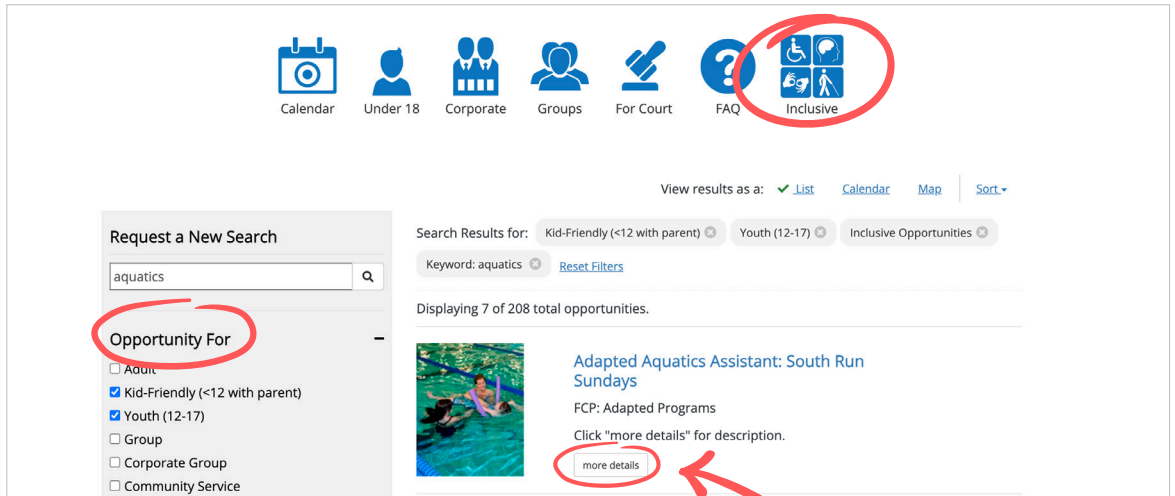 Calendar
Under 18
Corporate
Groups
For Court
FAQ
Inclusive
View results as a: List Calendar Map Sort
Request a New Search
aquatics
Opportunity For
Adult
Kid-Friendly (<12 with parent)
Youth (12-17)
Group
Corporate Group
Community Service
Search Results for: Kid-Friendly (<12 with parent) Youth (12-17) Inclusive Opportunities
Keyword: aquatics Reset Filters
Displaying 7 of 208 total opportunities.
Adapted Aquatics Assistant: South Run
Sundays
FCP: Adapted Programs
Click "more details" for description.
more details